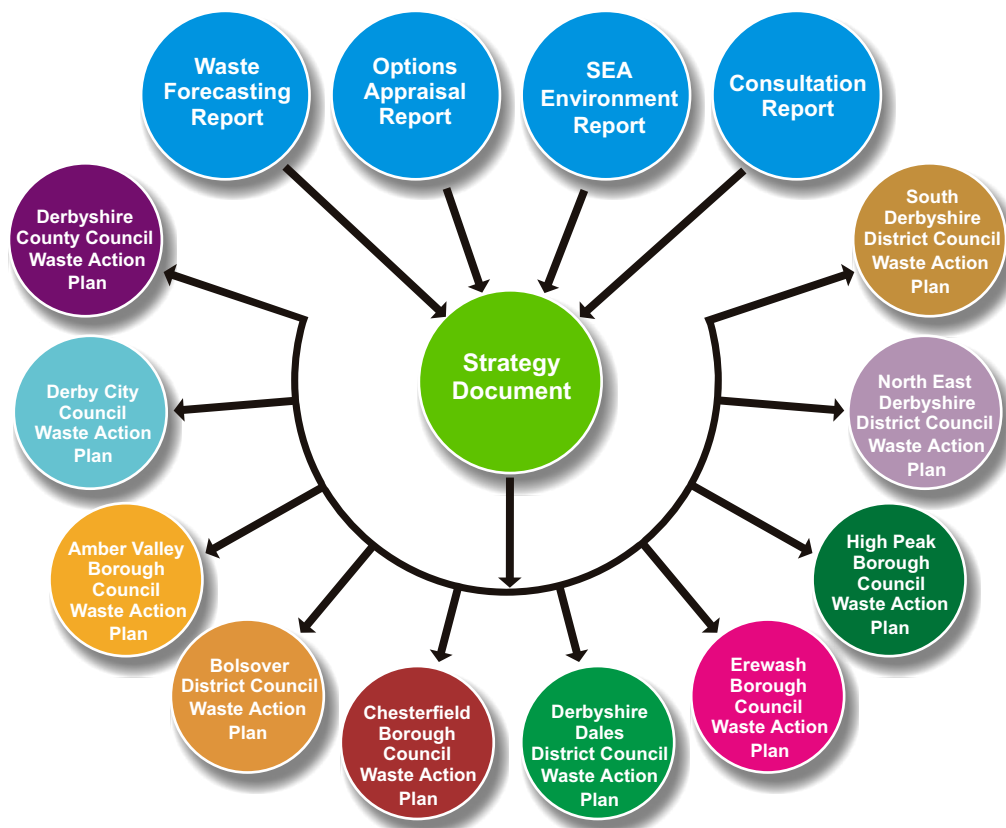 Waste
Forecasting
Report
Options
Appraisal
Report
SEA
Environment
Report
Consultation
Report
Derbyshire
County Council
Waste Action
Plan
South
Derbyshire
District Council
Waste Action
Plan
Strategy
Document
Derby City
Council
Waste Action
Plan
North East
Derbyshire
District Council
Waste Action
Plan
Amber Valley
Borough
Council
Waste Action
Plan
High Peak
Borough
Council
Waste Action
Plan
Bolsover
District Council
Waste Action
Plan
Chesterfield
Borough
Council
Waste Action
Plan
Derbyshire
Dales
District Council
Waste Action
Plan
Erewash
Borough
Council
Waste Action
Plan